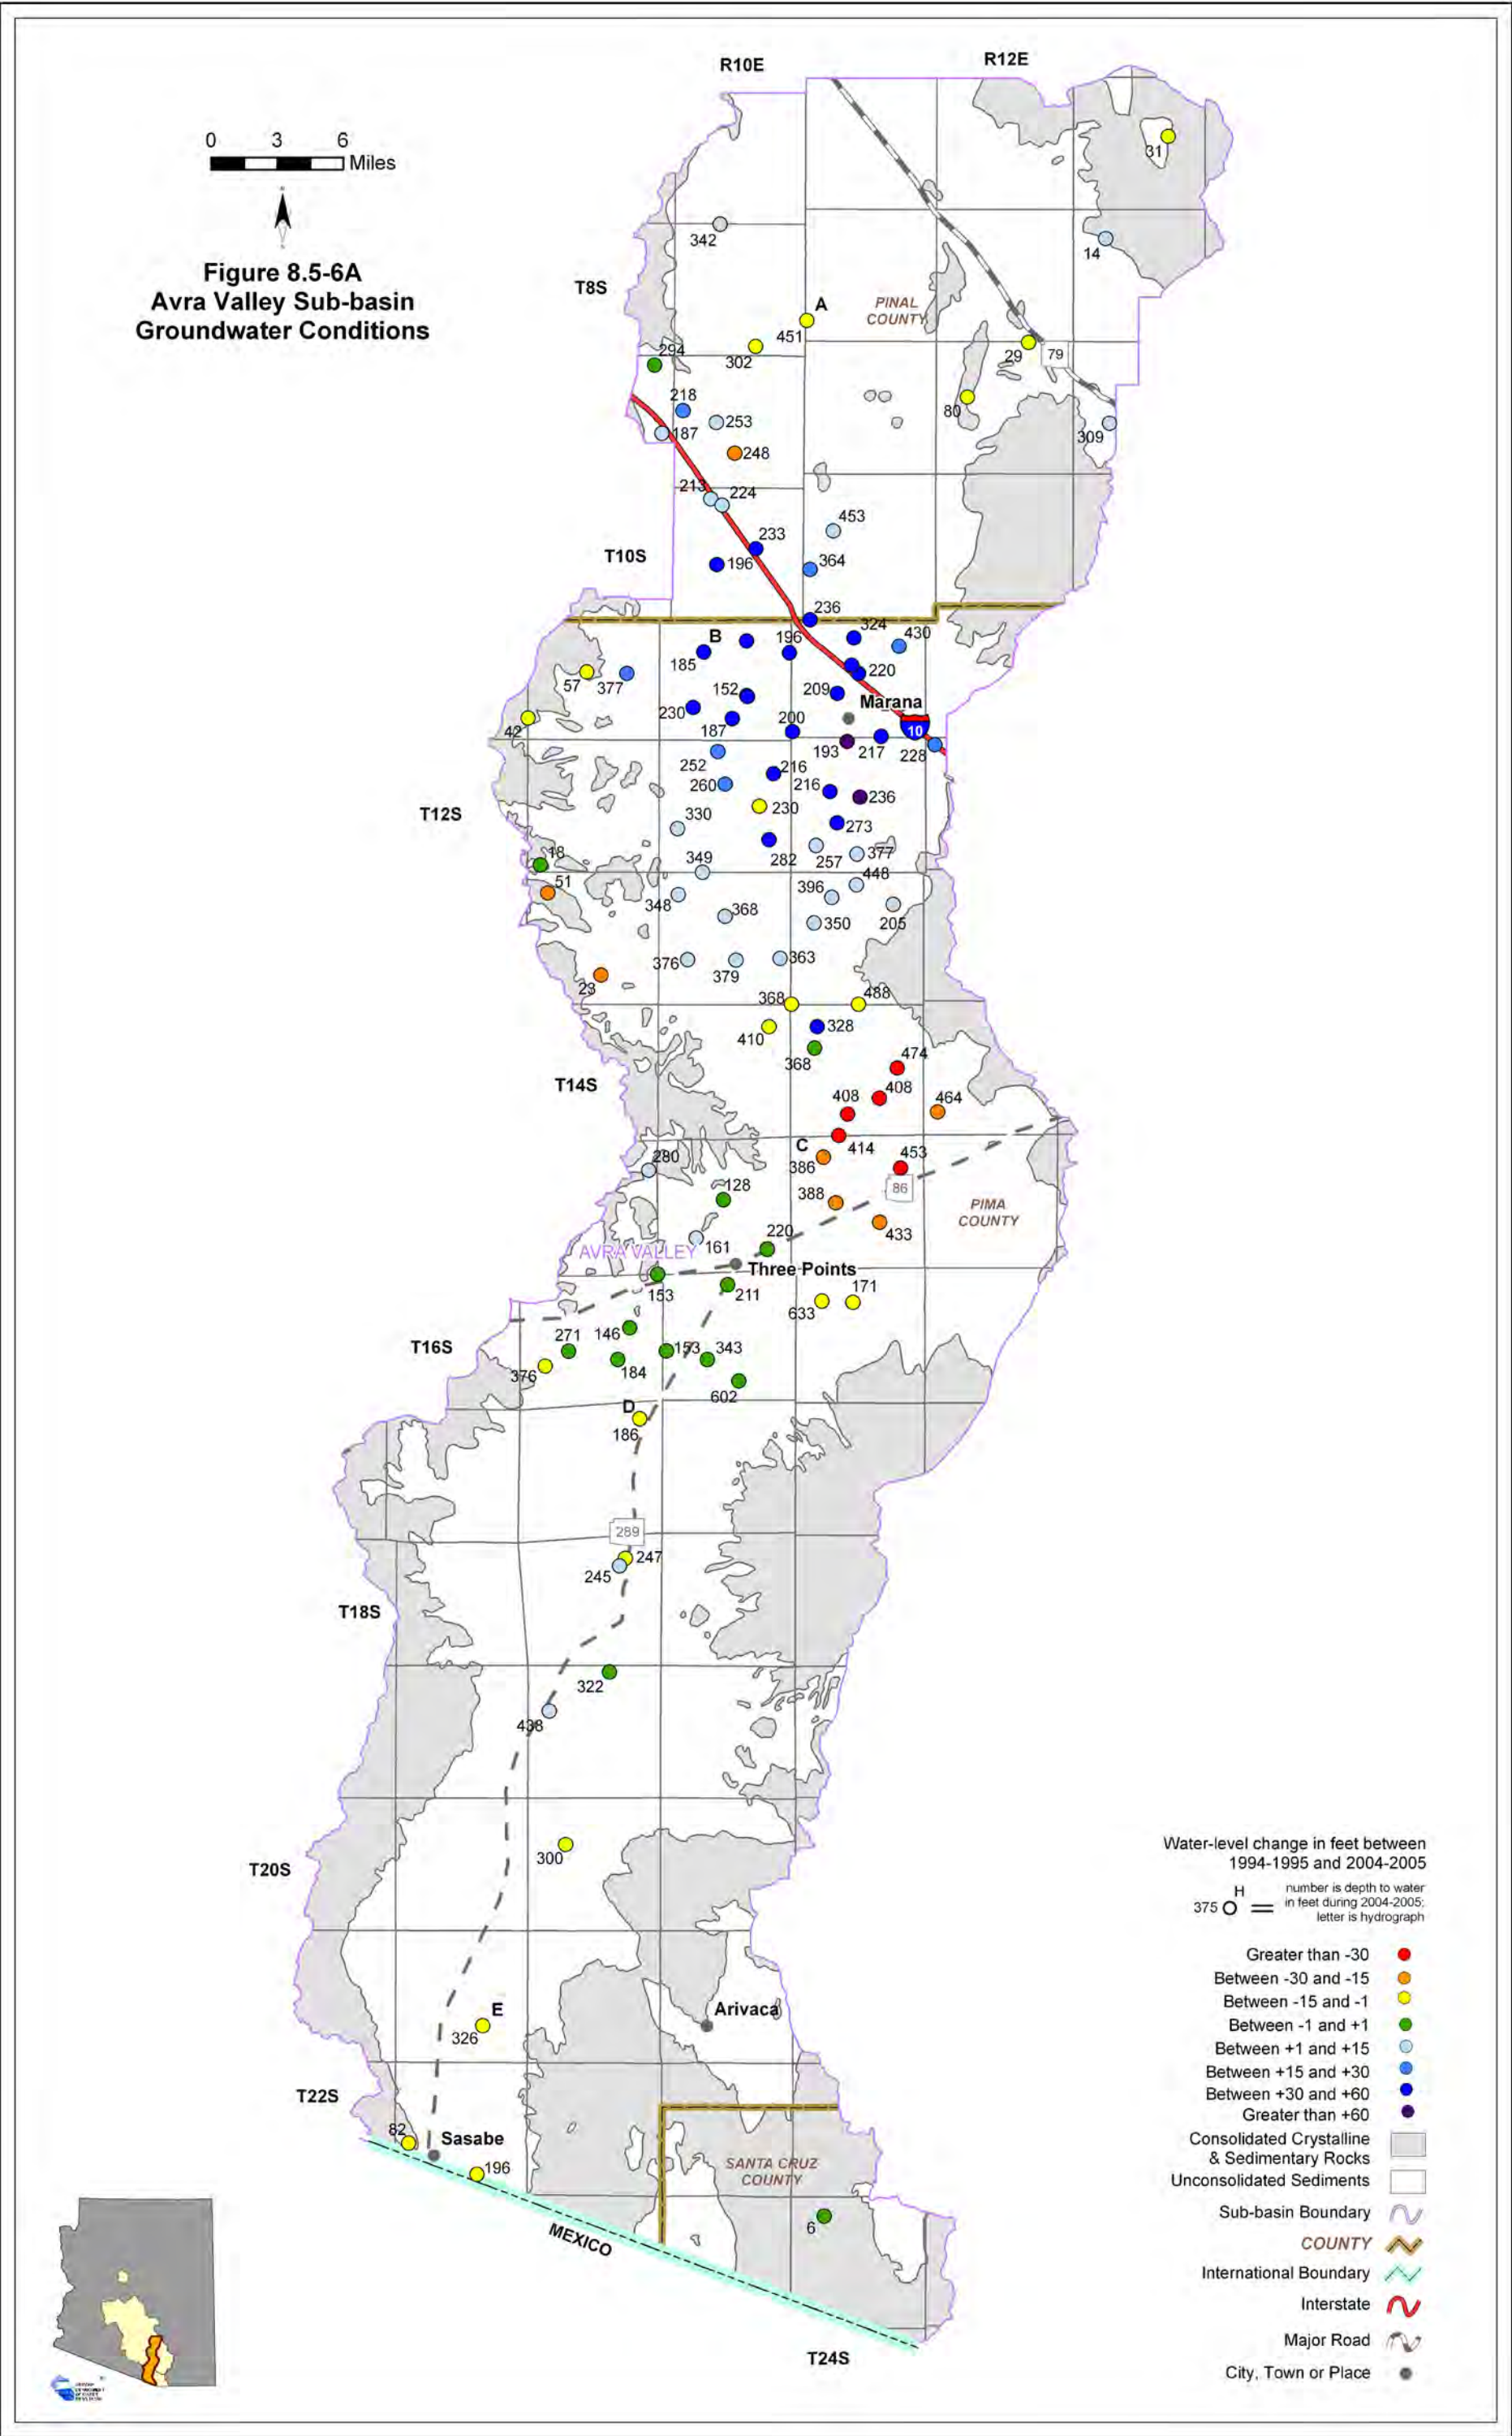 R10E
R12E
0 3 6
Miles
Figure 8.5-6A
Avra Valley Sub-basin
Groundwater Conditions
31
342
14
T8S
A
PINAL
COUNTY
451
302
294
29
79
218
80
253
187
309
248
213
224
453
233
T10S
364
196
236
324
B
196
430
185
220
57
377
152
209
Marana
230
200
42
187
10
193
217
228
252
216
260
216
236
230
T12S
330
273
18
282
257
377
349
51
448
396
348
368
350
205
376
363
379
23
368
488
410
328
368
474
T14S
408
408
464
C
414
453
280
386
128
388
86
PIMA
COUNTY
220
433
AVRA VALLEY
161
Three Points
153
211
171
633
271
146
T16S
153
343
184
376
602
D
186
289
247
245
T18S
322
438
Water-level change in feet between
1994-1995 and 2004-2005
300
T20S
H
375
=
number is depth to water
in feet during 2004-2005;
letter is hydrograph
Greater than -30
Between -30 and -15
Between -15 and -1
Between -1 and +1
Between +1 and +15
Between +15 and +30
Between +30 and +60
Greater than +60
E
Arivaca
326
T22S
82
Sasabe
196
Consolidated Crystalline
& Sedimentary Rocks
Unconsolidated Sediments
SANTA CRUZ
COUNTY
Sub-basin Boundary
6
COUNTY
MEXICO
International Boundary
Interstate
Major Road
T24S
City, Town or Place